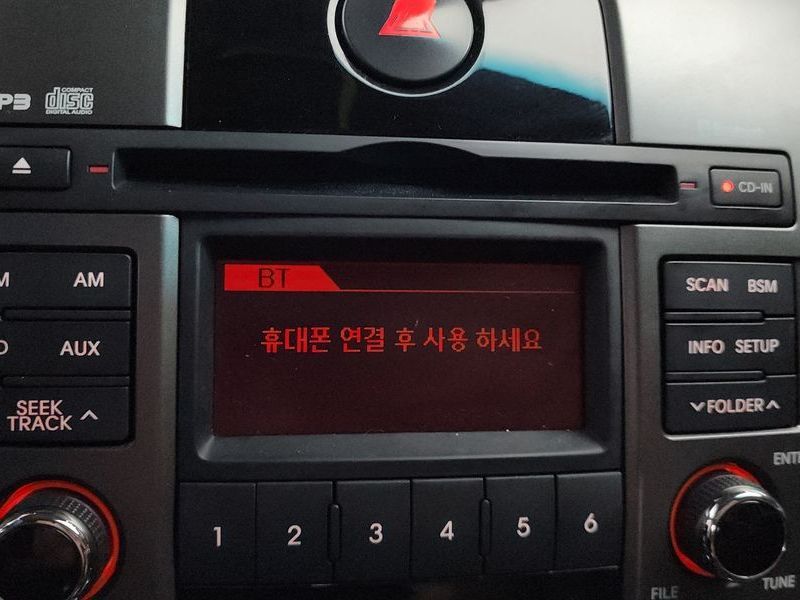 COMPACT
disc
DIGITAL AUDIO
CD-IN
BT
휴대폰 연결 후 사용 하세요
AM
SCAN BSM
AUX
INFO SETUP
SEEK
TRACK
FOLDER
1 2 3 4 5 6
FILE
TUNE